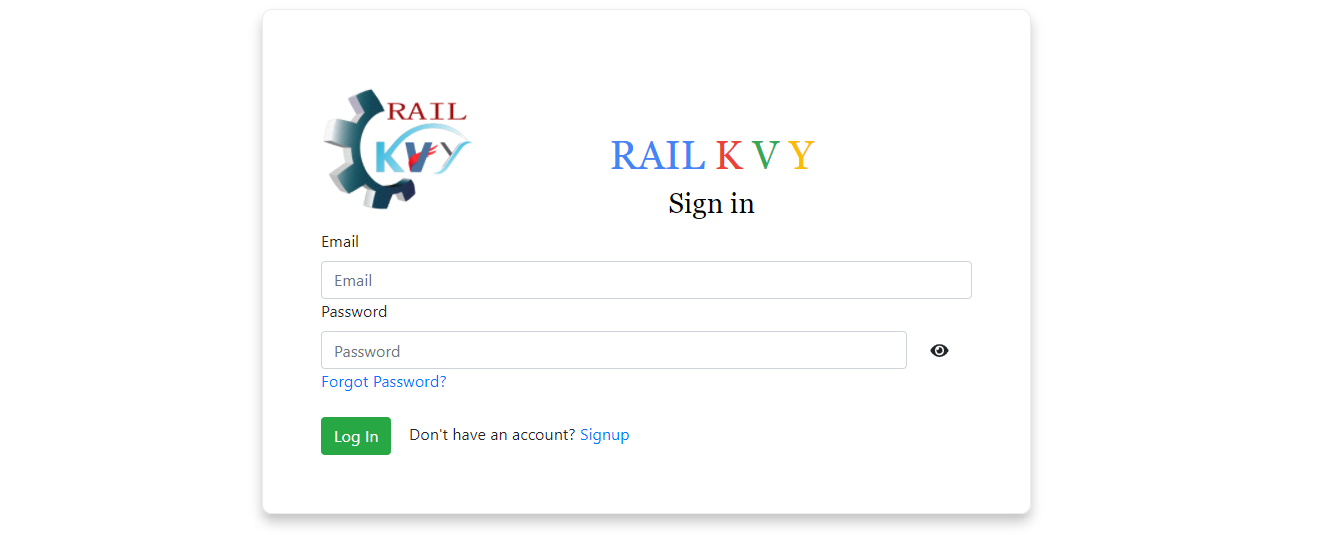 RAIL
KVY
RAIL K V Y
Sign in
Email
Email
Password
Password
Forgot Password?
Log In Don't have an account? Signup